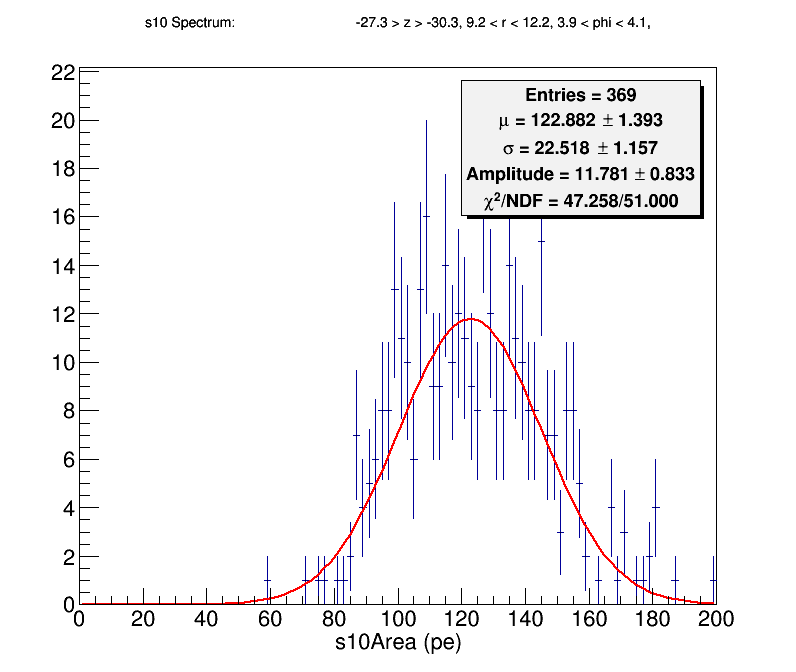 s10 Spectrum: -27.3 > z > -30.3, 9.2 < r < 12.2, 3.9 < phi < 4.1,
22
20
18
16
14
12
10
8
6
4
2
0
Entries = 369
μ = 122.882 ± 1.393
σ = 22.518 ± 1.157
Amplitude = 11.781 ± 0.833
χ²/NDF = 47.258/51.000
0 20 40 60 80 100 120 140 160 180 200
s10Area (pe)